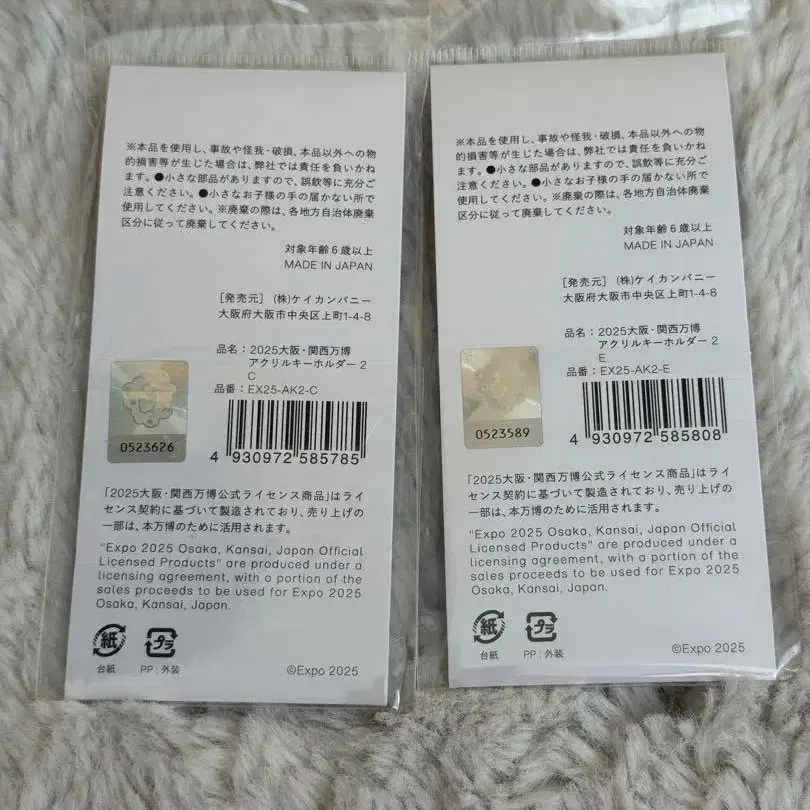 ※本品を使用し、事故や怪我・破損、本品以外への物
的損害等が生じた場合は、弊社では責任を負いかね
ます。●小さな部品がありますので、誤飲等に充分ご
注意ください。●小さなお子様の手の届かない所で
使用してください。※廃棄の際は、各地方自治体廃棄
区分に従って廃棄してください。
対象年齢6歳以上
MADE IN JAPAN
[発売元] (株)ケイカンパニー
大阪府大阪市中央区上町1-4-8
品名:2025大阪・関西万博
アクリルキーホルダー 2
C
品番:EX25-AK2-C
0523626
4 930972 585785
「2025大阪・関西万博公式ライセンス商品」はライ
センス契約に基づいて製造されており、売り上げの
一部は、本万博のために活用されます。
"Expo 2025 Osaka, Kansai, Japan Official
Licensed Products" are produced under a
licensing agreement, with a portion of the
sales proceeds to be used for Expo 2025
Osaka, Kansai, Japan.
紙
プラ
台紙
PP:外装
©Expo 2025
※本品を使用し、事故や怪我・破損、本品以外への物
的損害等が生じた場合は、弊社では責任を負いかね
ます。●小さな部品がありますので、誤飲等に充分ご
注意ください。●小さなお子様の手の届かない所で
使用してください。※廃棄の際は、各地方自治体廃棄
区分に従って廃棄してください。
対象年齢6歳以上
MADE IN JAPAN
[発売元] (株)ケイカンパニー
大阪府大阪市中央区上町1-4-8
品名:2025大阪・関西万博
アクリルキーホルダー 2
E
品番:EX25-AK2-E
0523589
4 930972 585808
「2025大阪・関西万博公式ライセンス商品」はライ
センス契約に基づいて製造されており、売り上げの
一部は、本万博のために活用されます。
"Expo 2025 Osaka, Kansai, Japan Official
Licensed Products" are produced under a
licensing agreement, with a portion of the
sales proceeds to be used for Expo 2025
Osaka, Kansai, Japan.
紙
プラ
台紙
PP:外装
©Expo 2025